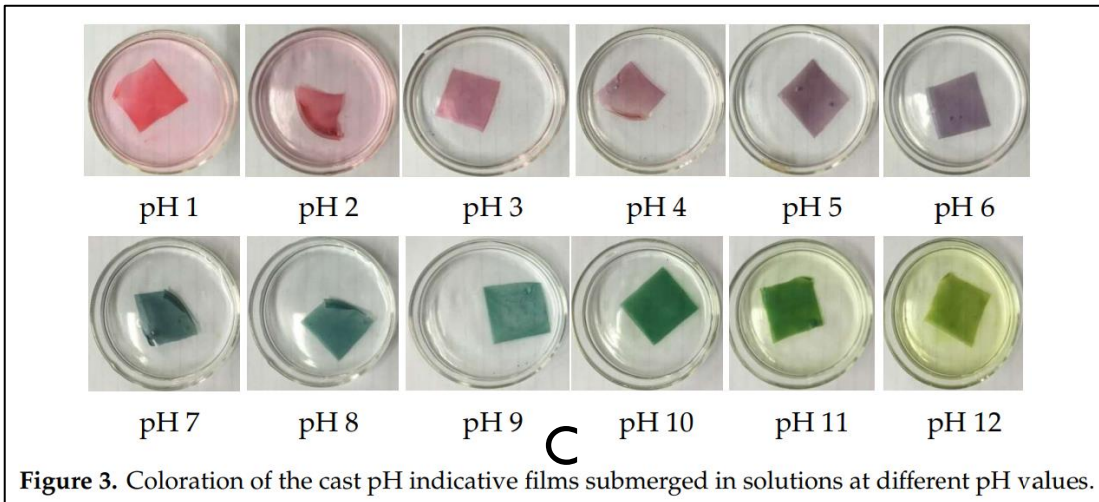 pH 1 pH 2 pH 3 pH 4 pH 5 pH 6
pH 7 pH 8 pH 9 pH 10 pH 11 pH 12
C
Figure 3. Coloration of the cast pH indicative films submerged in solutions at different pH values.